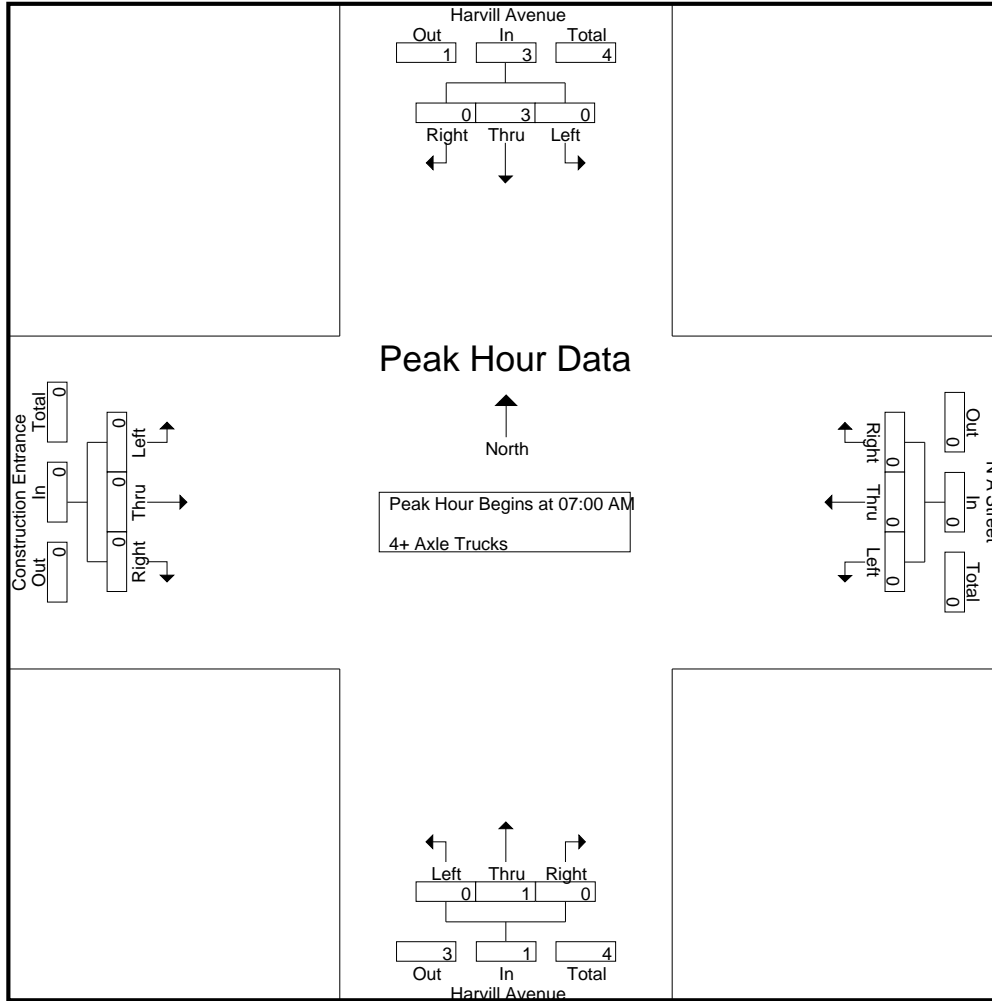 Harvill Avenue
Out In Total
1 3 4
0 3 0
Right Thru Left
Peak Hour Data
North
Peak Hour Begins at 07:00 AM
4+ Axle Trucks
Construction Entrance
Total In Out
0 0 0
0 0 0
Left Thru Right
Right Thru Left
0 0 0
Out In Total
0 0 0
N A Street
Left Thru Right
0 1 0
3 1 4
Out In Total
Harvill Avenue